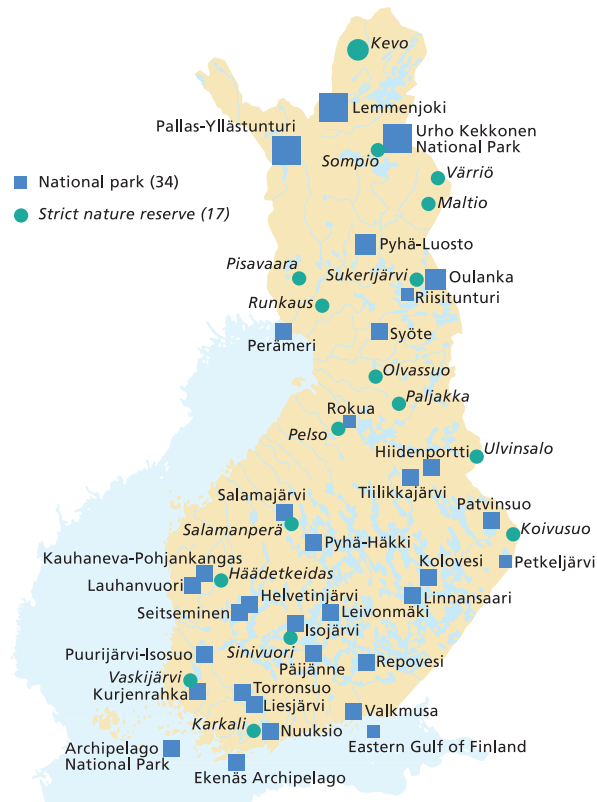 Kevo
Lemmenjoki
Pallas-Yllästunturi
Urho Kekkonen
National Park
Sompio
Värriö
National park (34)
Maltio
Strict nature reserve (17)
Pyhä-Luosto
Pisavaara
Sukerijärvi
Oulanka
Riisitunturi
Runkaus
Perämeri
Syöte
Olvassuo
Paljakka
Rokua
Pelso
Hiidenportti
Ulvinsalo
Tiilikkajärvi
Salamajärvi
Patvinsuo
Salamanperä
Koivusuo
Pyhä-Häkki
Kauhaneva-Pohjankangas
Kolovesi
Petkeljärvi
Lauhanvuori
Häädetkeidas
Helvetinjärvi
Linnansaari
Seitseminen
Leivonmäki
Isojärvi
Puurijärvi-Isosuo
Sinivuori
Päijänne
Repovesi
Vaskijärvi
Kurjenrahka
Torronsuo
Liesjärvi
Valkmusa
Karkali
Nuuksio
Eastern Gulf of Finland
Archipelago
National Park
Ekenäs Archipelago